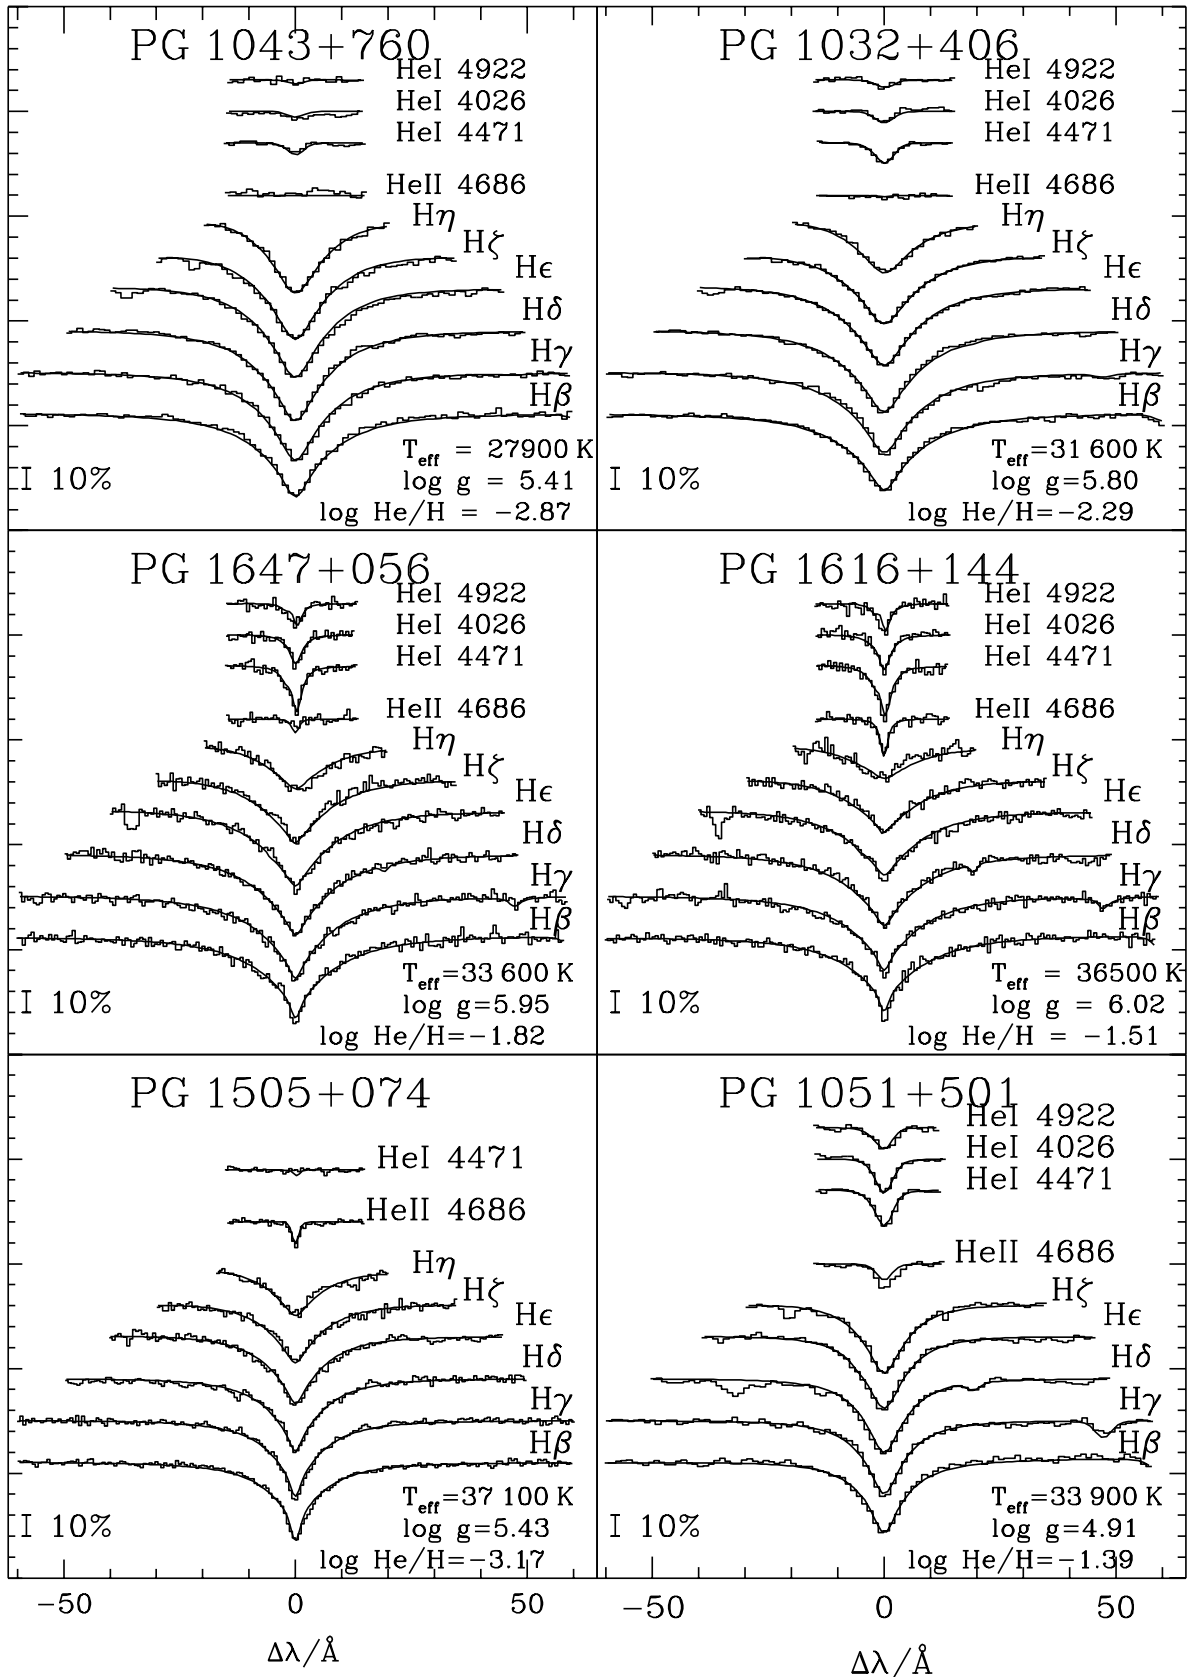 PG 1043+760
HeI 4922
HeI 4026
HeI 4471
HeII 4686
Hη
Hζ
Hϵ
Hδ
Hγ
Hβ
T_eff = 27900 K
log g = 5.41
log He/H = −2.87
I 10%
PG 1032+406
HeI 4922
HeI 4026
HeI 4471
HeII 4686
Hη
Hζ
Hϵ
Hδ
Hγ
Hβ
T_eff=31 600 K
log g=5.80
log He/H=−2.29
I 10%
PG 1647+056
HeI 4922
HeI 4026
HeI 4471
HeII 4686
Hη
Hζ
Hϵ
Hδ
Hγ
Hβ
T_eff=33 600 K
log g=5.95
log He/H=−1.82
I 10%
PG 1616+144
HeI 4922
HeI 4026
HeI 4471
HeII 4686
Hη
Hζ
Hϵ
Hδ
Hγ
Hβ
T_eff = 36500 K
log g = 6.02
log He/H = −1.51
I 10%
PG 1505+074
HeI 4471
HeII 4686
Hη
Hζ
Hϵ
Hδ
Hγ
Hβ
T_eff=37 100 K
log g=5.43
log He/H=−3.17
I 10%
PG 1051+501
HeI 4922
HeI 4026
HeI 4471
HeII 4686
Hζ
Hϵ
Hδ
Hγ
Hβ
T_eff=33 900 K
log g=4.91
log He/H=−1.39
I 10%
−50 0 50
Δλ/Å
−50 0 50
Δλ/Å